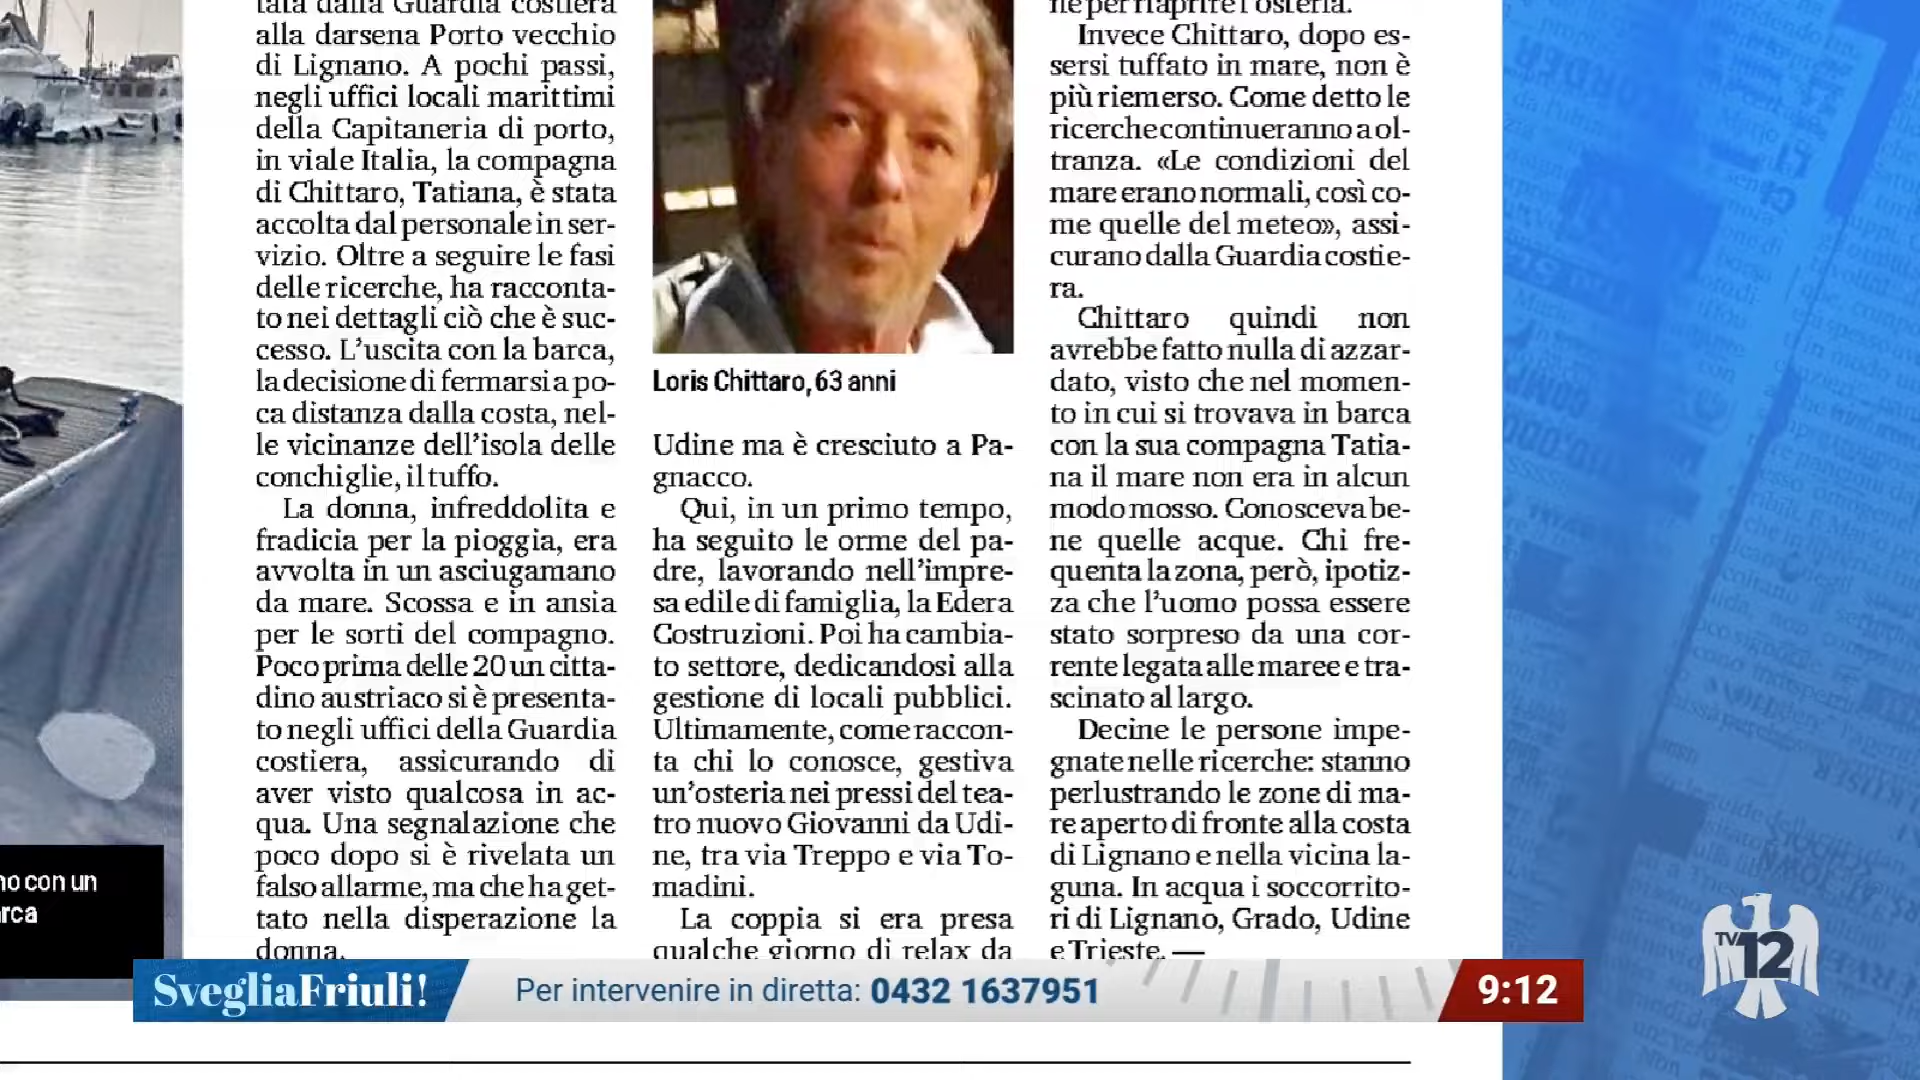 tata dalla Guardia costiera
alla darsena Porto vecchio
di Lignano. A pochi passi,
negli uffici locali marittimi
della Capitaneria di porto,
in viale Italia, la compagna
di Chittaro, Tatiana, è stata
accolta dal personale in ser-
vizio. Oltre a seguire le fasi
delle ricerche, ha racconta-
to nei dettagli ciò che è suc-
cesso. L'uscita con la barca,
la decisione di fermarsi a po-
ca distanza dalla costa, nel-
le vicinanze dell'isola delle
conchiglie, il tuffo.
La donna, infreddolita e
fradicia per la pioggia, era
avvolta in un asciugamano
da mare. Scossa e in ansia
per le sorti del compagno.
Poco prima delle 20 un citta-
dino austriaco si è presenta-
to negli uffici della Guardia
costiera, assicurando di
aver visto qualcosa in ac-
qua. Una segnalazione che
poco dopo si è rivelata un
falso allarme, ma che ha get-
tato nella disperazione la
donna.
Loris Chittaro, 63 anni
Udine ma è cresciuto a Pa-
gnacco.
Qui, in un primo tempo,
ha seguito le orme del pa-
dre, lavorando nell'impre-
sa edile di famiglia, la Edera
Costruzioni. Poi ha cambia-
to settore, dedicandosi alla
gestione di locali pubblici.
Ultimamente, come raccon-
ta chi lo conosce, gestiva
un'osteria nei pressi del tea-
tro nuovo Giovanni da Udi-
ne, tra via Treppo e via To-
madini.
La coppia si era presa
qualche giorno di relax da
ne per riaprire l'osteria.
Invece Chittaro, dopo es-
sersi tuffato in mare, non è
più riemerso. Come detto le
ricerche continueranno a ol-
tranza. «Le condizioni del
mare erano normali, così co-
me quelle del meteo», assi-
curano dalla Guardia costie-
ra.
Chittaro quindi non
avrebbe fatto nulla di azzar-
dato, visto che nel momen-
to in cui si trovava in barca
con la sua compagna Tatia-
na il mare non era in alcun
modo mosso. Conosceva be-
ne quelle acque. Chi fre-
quenta la zona, però, ipotiz-
za che l'uomo possa essere
stato sorpreso da una cor-
rente legata alle maree e tra-
scinato al largo.
Decine le persone impe-
gnate nelle ricerche: stanno
perlustrando le zone di ma-
re aperto di fronte alla costa
di Lignano e nella vicina la-
guna. In acqua i soccorrito-
ri di Lignano, Grado, Udine
e Trieste. —
no con un
rca
SvegliaFriuli!
Per intervenire in diretta: 0432 1637951
9:12
TV12